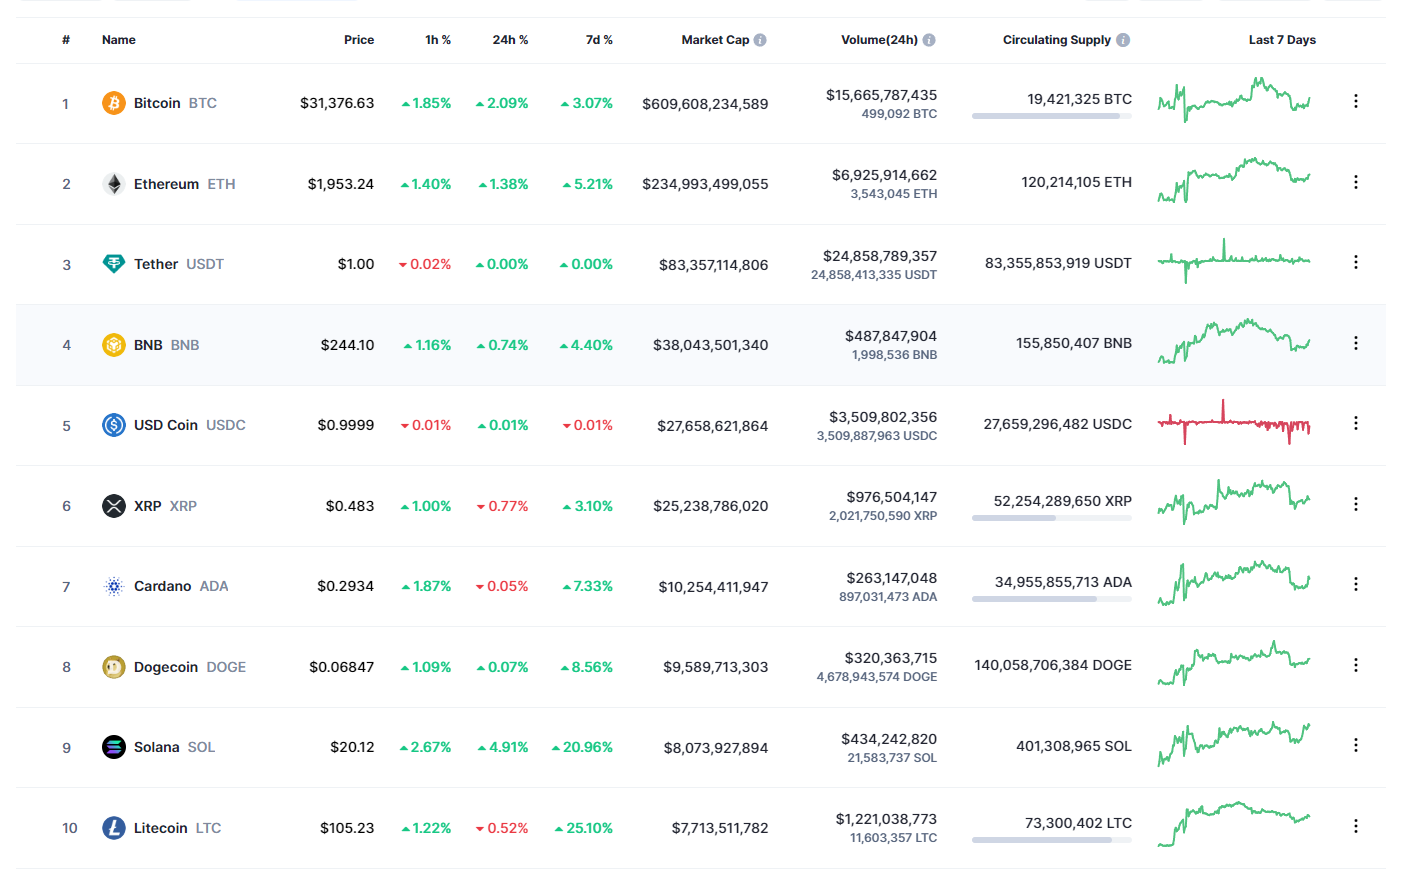 # Name Price 1h % 24h % 7d % Market Cap Volume(24h) Circulating Supply Last 7 Days
1 Bitcoin BTC $31,376.63 1.85% 2.09% 3.07% $609,608,234,589 $15,665,787,435 19,421,325 BTC
499,092 BTC
2 Ethereum ETH $1,953.24 1.40% 1.38% 5.21% $234,993,499,055 $6,925,914,662 120,214,105 ETH
3,543,045 ETH
3 Tether USDT $1.00 0.02% 0.00% 0.00% $83,357,114,806 $24,858,789,357 83,355,853,919 USDT
24,858,413,335 USDT
4 BNB BNB $244.10 1.16% 0.74% 4.40% $38,043,501,340 $487,847,904 155,850,407 BNB
1,998,536 BNB
5 USD Coin USDC $0.9999 0.01% 0.01% 0.01% $27,658,621,864 $3,509,802,356 27,659,296,482 USDC
3,509,887,963 USDC
6 XRP XRP $0.483 1.00% 0.77% 3.10% $25,238,786,020 $976,504,147 52,254,289,650 XRP
2,021,750,590 XRP
7 Cardano ADA $0.2934 1.87% 0.05% 7.33% $10,254,411,947 $263,147,048 34,955,855,713 ADA
897,031,473 ADA
8 Dogecoin DOGE $0.06847 1.09% 0.07% 8.56% $9,589,713,303 $320,363,715 140,058,706,384 DOGE
4,678,943,574 DOGE
9 Solana SOL $20.12 2.67% 4.91% 20.96% $8,073,927,894 $434,242,820 401,308,965 SOL
21,583,737 SOL
10 Litecoin LTC $105.23 1.22% 0.52% 25.10% $7,713,511,782 $1,221,038,773 73,300,402 LTC
11,603,357 LTC